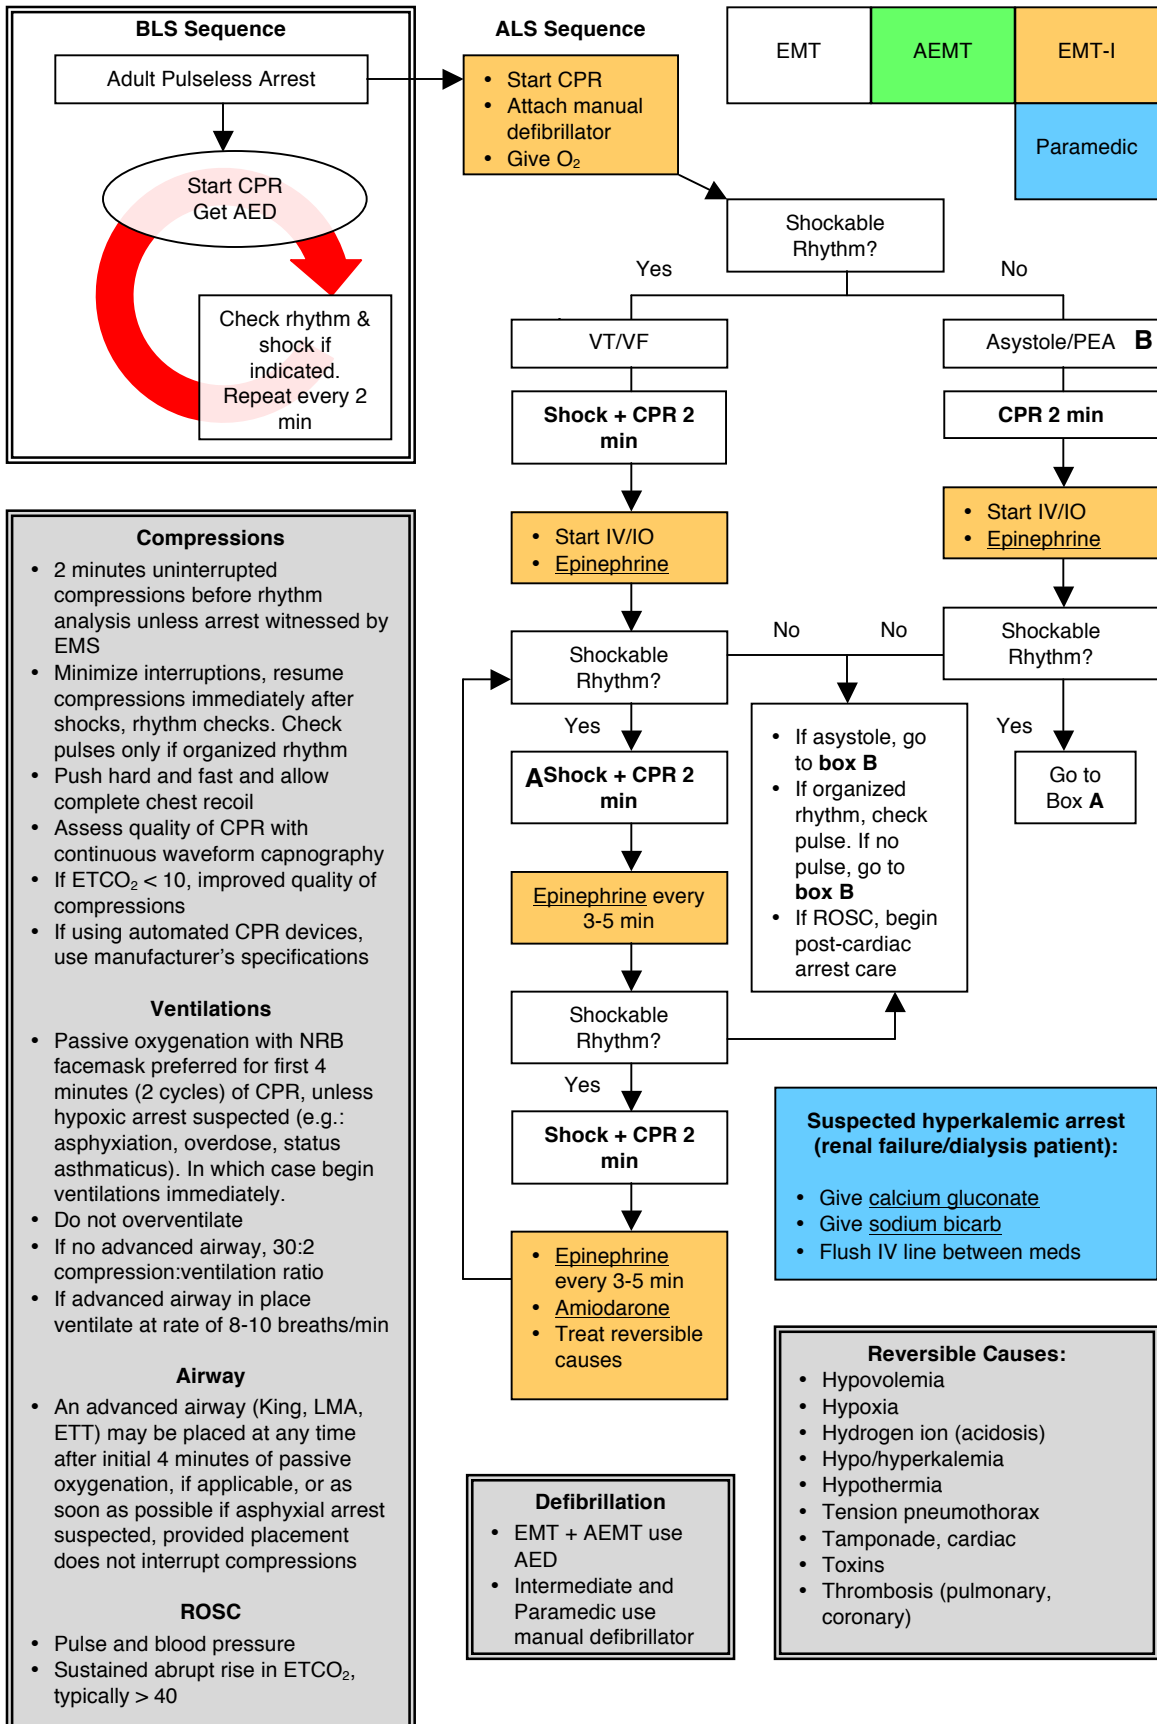 BLS Sequence
Adult Pulseless Arrest
Start CPR
Get AED
Check rhythm &
shock if
indicated.
Repeat every 2
min
ALS Sequence
• Start CPR
• Attach manual
defibrillator
• Give O₂
EMT
AEMT
EMT-I
Paramedic
Shockable
Rhythm?
Yes
No
VT/VF
Asystole/PEA B
Shock + CPR 2
min
CPR 2 min
• Start IV/IO
• Epinephrine
• Start IV/IO
• Epinephrine
Shockable
Rhythm?
No
No
Shockable
Rhythm?
Yes
Yes
A Shock + CPR 2
min
• If asystole, go
to box B
• If organized
rhythm, check
pulse. If no
pulse, go to
box B
• If ROSC, begin
post-cardiac
arrest care
Go to
Box A
Epinephrine every
3-5 min
Shockable
Rhythm?
Yes
Shock + CPR 2
min
• Epinephrine
every 3-5 min
• Amiodarone
• Treat reversible
causes
Compressions
• 2 minutes uninterrupted
compressions before rhythm
analysis unless arrest witnessed by
EMS
• Minimize interruptions, resume
compressions immediately after
shocks, rhythm checks. Check
pulses only if organized rhythm
• Push hard and fast and allow
complete chest recoil
• Assess quality of CPR with
continuous waveform capnography
• If ETCO₂ < 10, improved quality of
compressions
• If using automated CPR devices,
use manufacturer's specifications
Ventilations
• Passive oxygenation with NRB
facemask preferred for first 4
minutes (2 cycles) of CPR, unless
hypoxic arrest suspected (e.g.:
asphyxiation, overdose, status
asthmaticus). In which case begin
ventilations immediately.
• Do not overventilate
• If no advanced airway, 30:2
compression:ventilation ratio
• If advanced airway in place
ventilate at rate of 8-10 breaths/min
Airway
• An advanced airway (King, LMA,
ETT) may be placed at any time
after initial 4 minutes of passive
oxygenation, if applicable, or as
soon as possible if asphyxial arrest
suspected, provided placement
does not interrupt compressions
ROSC
• Pulse and blood pressure
• Sustained abrupt rise in ETCO₂,
typically > 40
Suspected hyperkalemic arrest
(renal failure/dialysis patient):
• Give calcium gluconate
• Give sodium bicarb
• Flush IV line between meds
Defibrillation
• EMT + AEMT use
AED
• Intermediate and
Paramedic use
manual defibrillator
Reversible Causes:
• Hypovolemia
• Hypoxia
• Hydrogen ion (acidosis)
• Hypo/hyperkalemia
• Hypothermia
• Tension pneumothorax
• Tamponade, cardiac
• Toxins
• Thrombosis (pulmonary,
coronary)